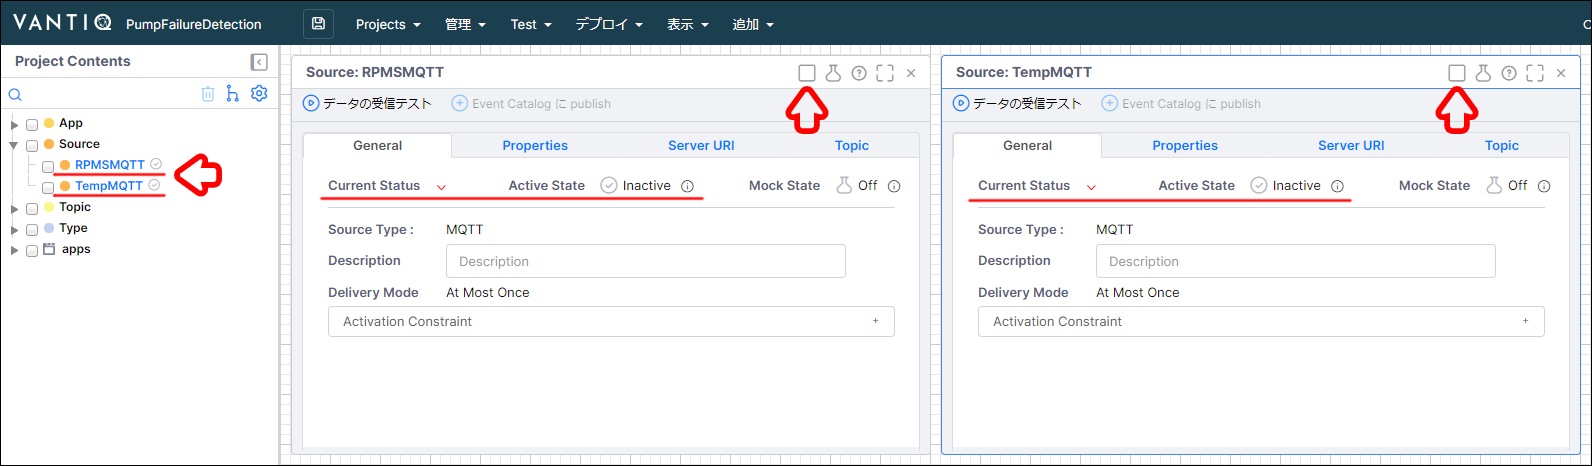 VANTIQ PumpFailureDetection Projects 管理 Test デプロイ 表示 追加
Project Contents
App
Source
RPMSMQTT
TempMQTT
Topic
Type
apps
Source: RPMSMQTT
データの受信テスト Event Catalog に publish
General Properties Server URI Topic
Current Status Active State Inactive Mock State Off
Source Type : MQTT
Description Description
Delivery Mode At Most Once
Activation Constraint +
Source: TempMQTT
データの受信テスト Event Catalog に publish
General Properties Server URI Topic
Current Status Active State Inactive Mock State Off
Source Type : MQTT
Description Description
Delivery Mode At Most Once
Activation Constraint +